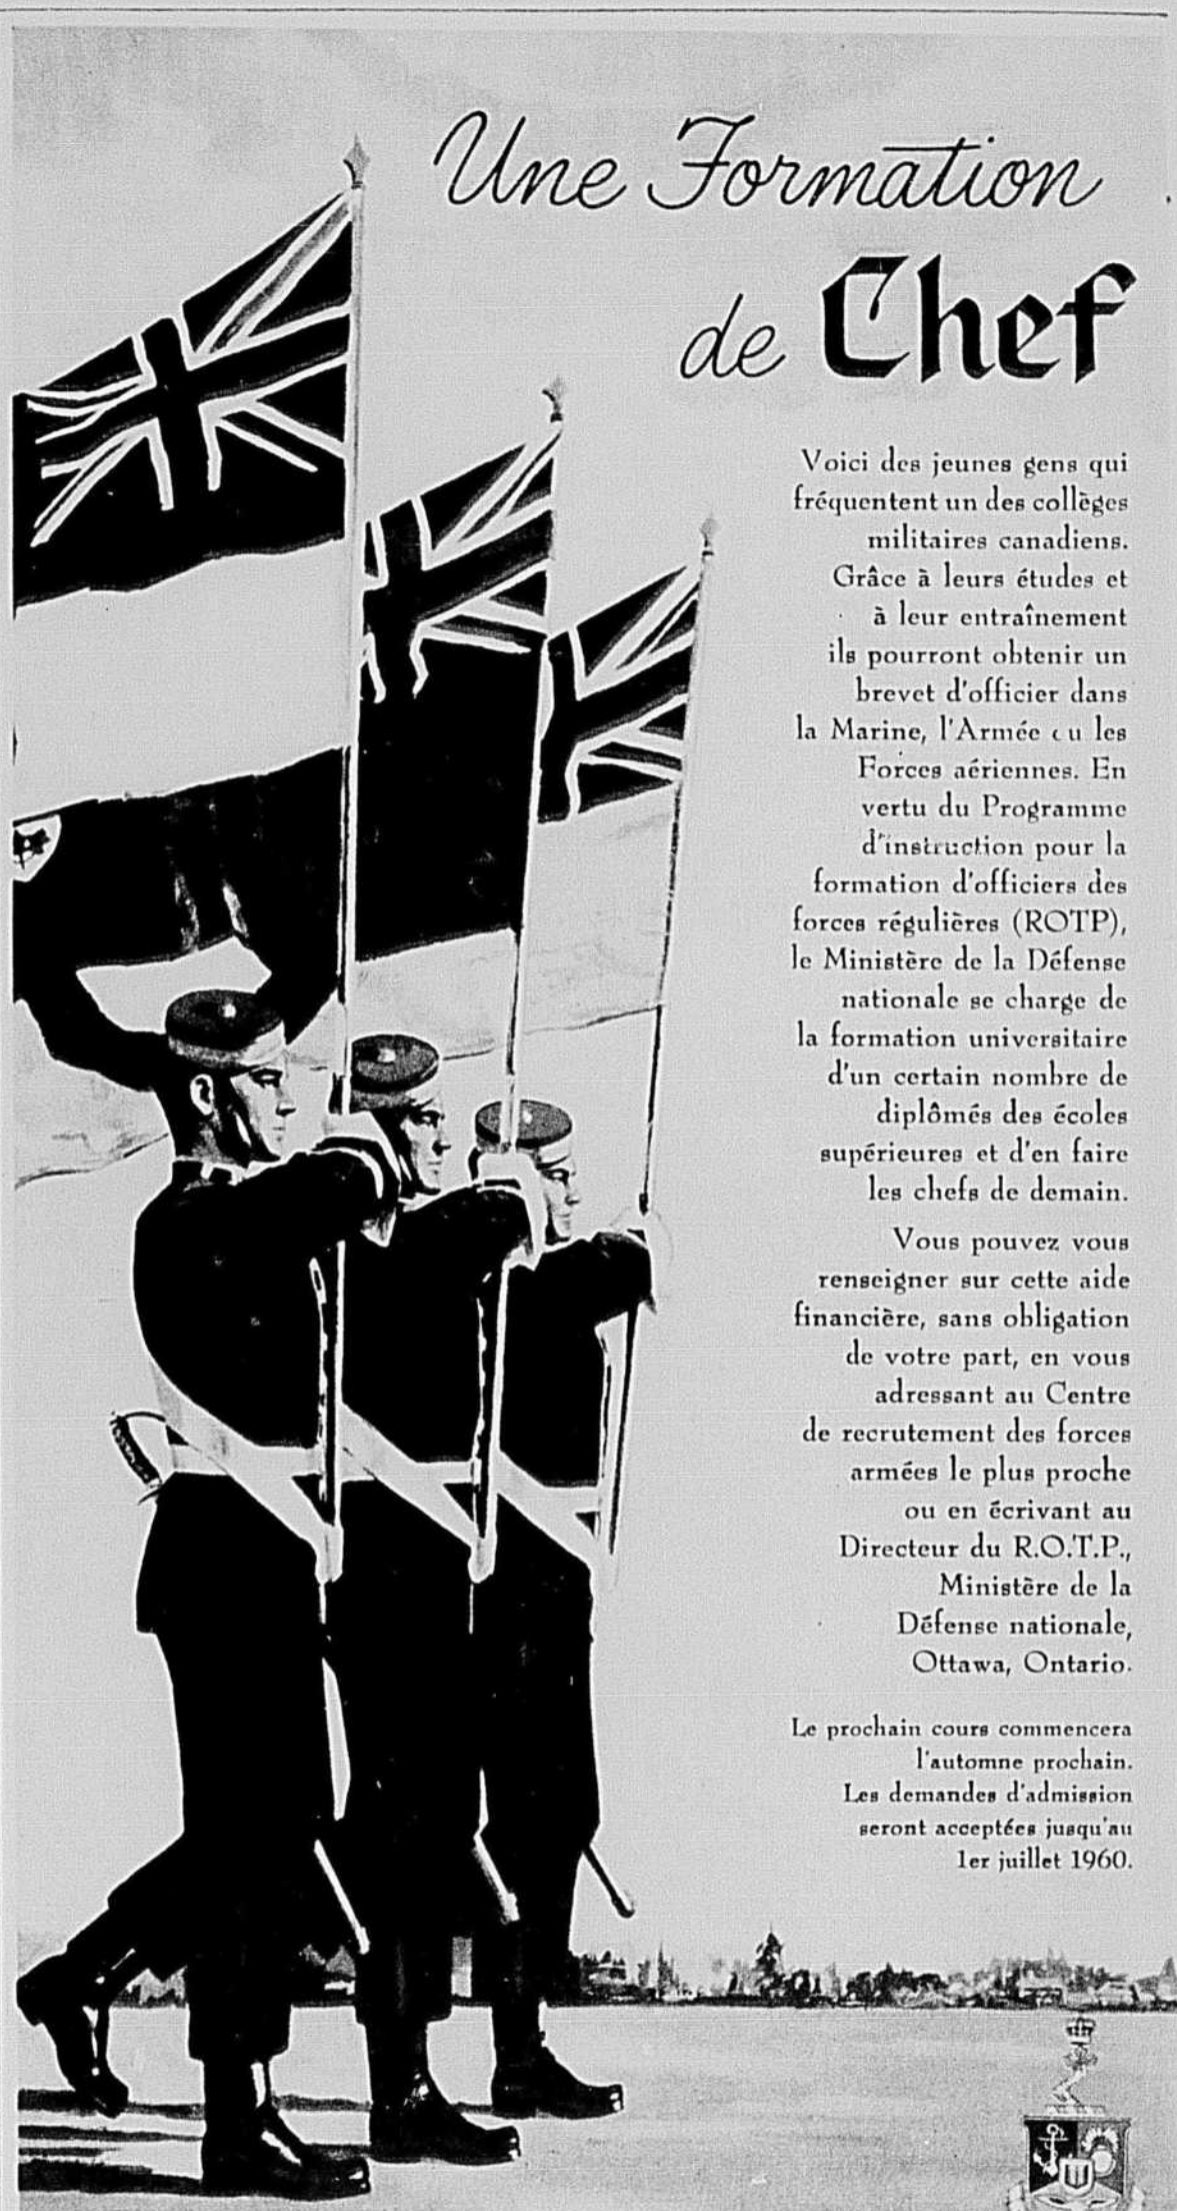 Une Formation
de Chef
Voici des jeunes gens qui
fréquentent un des collèges
militaires canadiens.
Grâce à leurs études et
à leur entraînement
ils pourront obtenir un
brevet d'officier dans
la Marine, l'Armée ou les
Forces aériennes. En
vertu du Programme
d'instruction pour la
formation d'officiers des
forces régulières (ROTP),
le Ministère de la Défense
nationale se charge de
la formation universitaire
d'un certain nombre de
diplômés des écoles
supérieures et d'en faire
les chefs de demain.
Vous pouvez vous
renseigner sur cette aide
financière, sans obligation
de votre part, en vous
adressant au Centre
de recrutement des forces
armées le plus proche
ou en écrivant au
Directeur du R.O.T.P.,
Ministère de la
Défense nationale,
Ottawa, Ontario.
Le prochain cours commencera
l'automne prochain.
Les demandes d'admission
seront acceptées jusqu'au
1er juillet 1960.